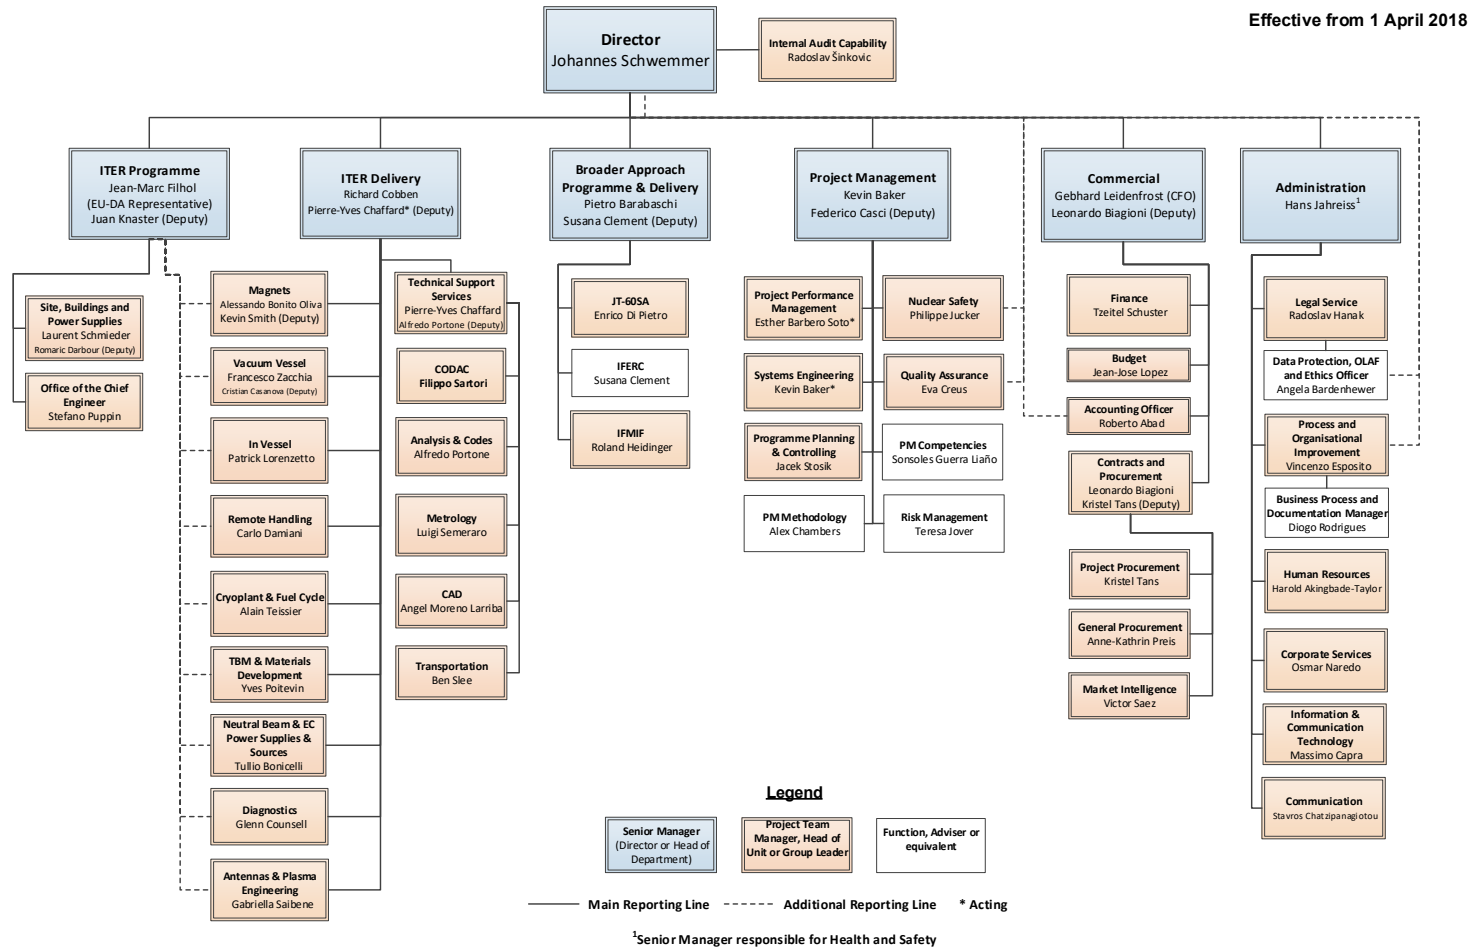 Effective from 1 April 2018
Director
Johannes Schwemmer
Internal Audit Capability
Radoslav Šinkovic
ITER Programme
Jean-Marc Filhol
(EU-DA Representative)
Juan Knaster (Deputy)
ITER Delivery
Richard Cobben
Pierre-Yves Chaffard* (Deputy)
Broader Approach
Programme & Delivery
Pietro Barabaschi
Susana Clement (Deputy)
Project Management
Kevin Baker
Federico Casci (Deputy)
Commercial
Gebhard Leidenfrost (CFO)
Leonardo Biagioni (Deputy)
Administration
Hans Jahreiss1
Site, Buildings and
Power Supplies
Laurent Schmieder
Romaric Darbour (Deputy)
Office of the Chief
Engineer
Stefano Puppin
Magnets
Alessando Bonito Oliva
Kevin Smith (Deputy)
Vacuum Vessel
Francesco Zacchia
Cristian Casanova (Deputy)
In Vessel
Patrick Lorenzetto
Remote Handling
Carlo Damiani
Cryoplant & Fuel Cycle
Alain Teissier
TBM & Materials
Development
Yves Poitevin
Neutral Beam & EC
Power Supplies &
Sources
Tullio Bonicelli
Diagnostics
Glenn Counsell
Antennas & Plasma
Engineering
Gabriella Saibene
Technical Support
Services
Pierre-Yves Chaffard
Alfredo Portone (Deputy)
CODAC
Filippo Sartori
Analysis & Codes
Alfredo Portone
Metrology
Luigi Semeraro
CAD
Angel Moreno Larriba
Transportation
Ben Slee
JT-60SA
Enrico Di Pietro
IFERC
Susana Clement
IFMIF
Roland Heidinger
Project Performance
Management
Esther Barbero Soto*
Nuclear Safety
Philippe Jucker
Systems Engineering
Kevin Baker*
Quality Assurance
Eva Creus
Programme Planning
& Controlling
Jacek Stosik
PM Competencies
Sonsoles Guerra Liaño
PM Methodology
Alex Chambers
Risk Management
Teresa Jover
Finance
Tzeitel Schuster
Budget
Jean-Jose Lopez
Accounting Officer
Roberto Abad
Contracts and
Procurement
Leonardo Biagioni
Kristel Tans (Deputy)
Project Procurement
Kristel Tans
General Procurement
Anne-Kathrin Preis
Market Intelligence
Victor Saez
Legal Service
Radoslav Hanak
Data Protection, OLAF
and Ethics Officer
Angela Bardenhewer
Process and
Organisational
Improvement
Vincenzo Esposito
Business Process and
Documentation Manager
Diogo Rodrigues
Human Resources
Harold Akingbade-Taylor
Corporate Services
Osmar Naredo
Information &
Communication
Technology
Massimo Capra
Communication
Stavros Chatzipanagiotou
Legend
Senior Manager
(Director or Head of
Department)
Project Team
Manager, Head of
Unit or Group Leader
Function, Adviser or
equivalent
Main Reporting Line
Additional Reporting Line
* Acting
1Senior Manager responsible for Health and Safety